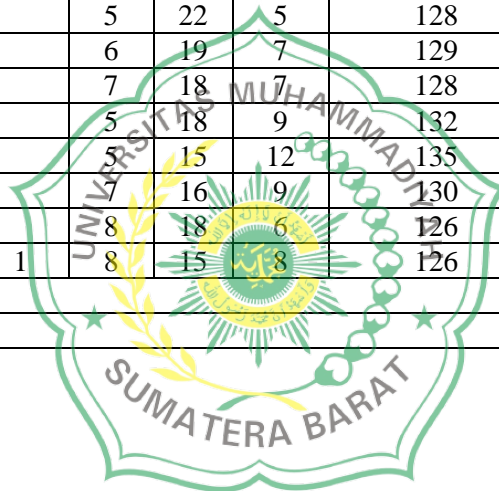 5 22 5 128
6 19 7 129
7 18 7 128
5 18 9 132
5 15 12 135
7 16 9 130
8 18 6 126
1 8 15 8 126
UNIVERSITAS MUHAMMADIYAH
SUMATERA BARAT